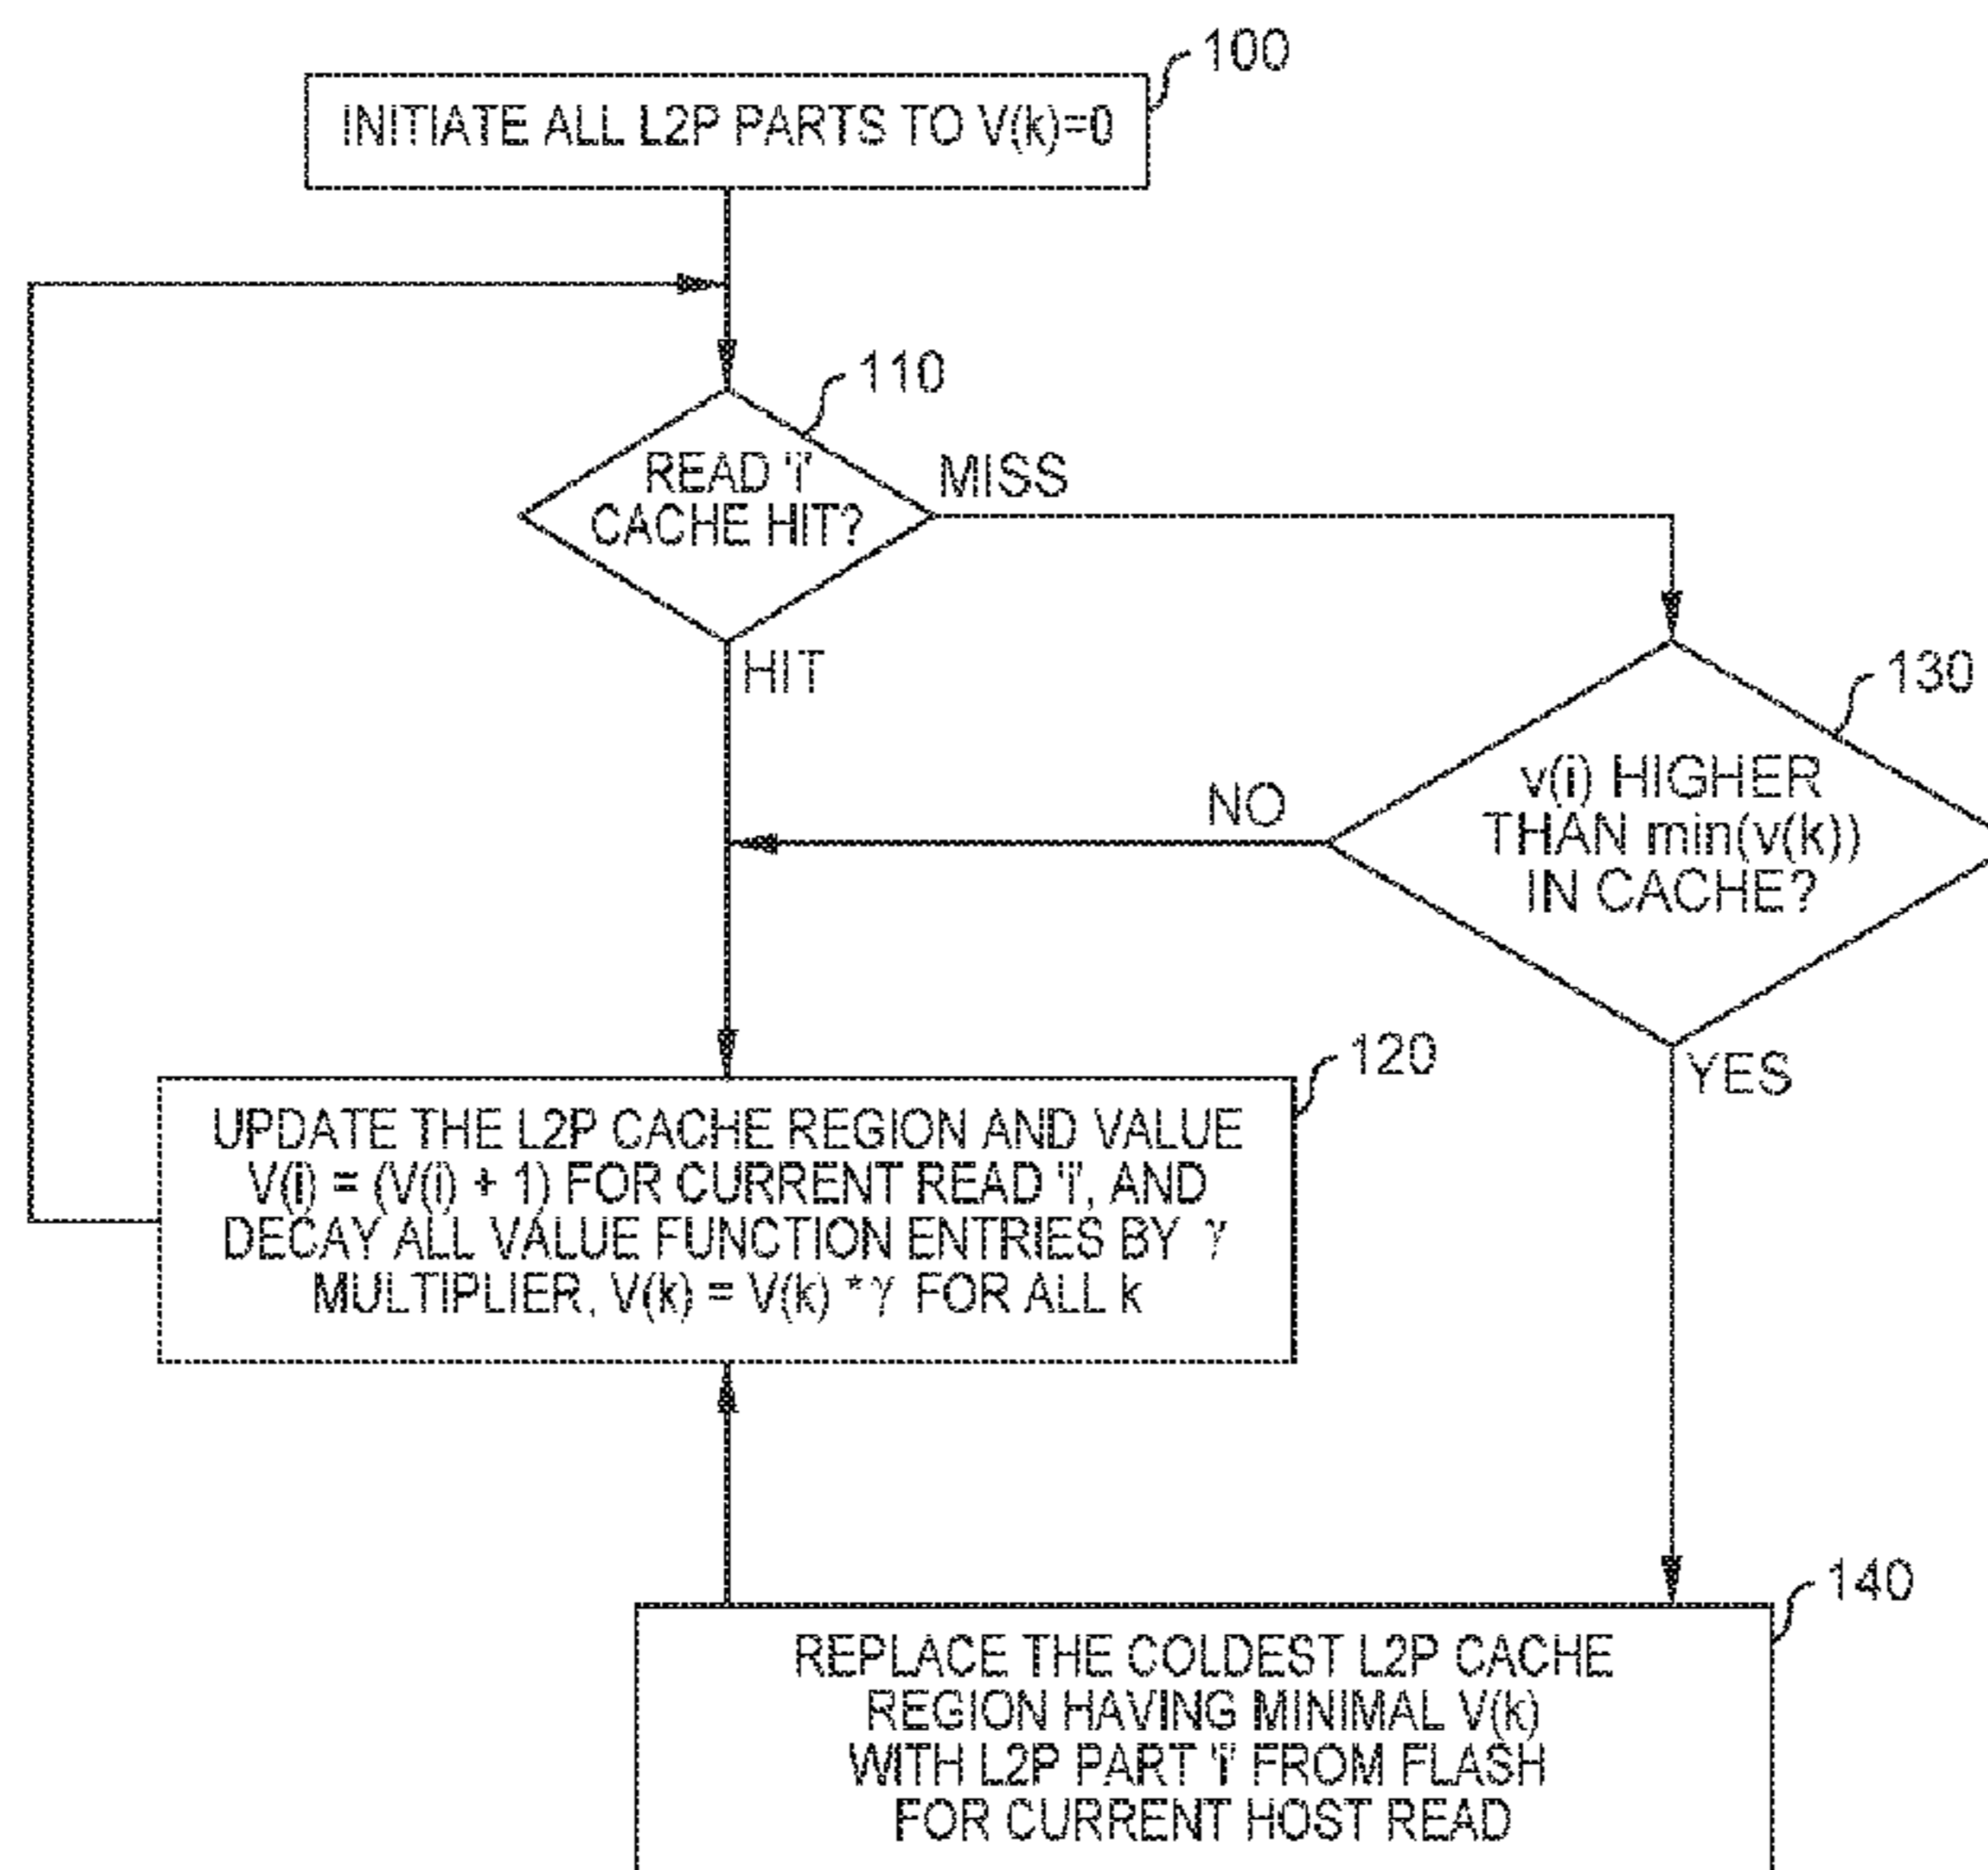 100
INITIATE ALL L2P PARTS TO V(k)=0
110
READ 'i'
CACHE HIT?
MISS
HIT
130
v(i) HIGHER
THAN min(v(k))
IN CACHE?
NO
YES
120
UPDATE THE L2P CACHE REGION AND VALUE
V(i) = (V(i) + 1) FOR CURRENT READ 'i', AND
DECAY ALL VALUE FUNCTION ENTRIES BY γ
MULTIPLIER, V(k) = V(k) * γ FOR ALL k
140
REPLACE THE COLDEST L2P CACHE
REGION HAVING MINIMAL V(k)
WITH L2P PART 'i' FROM FLASH
FOR CURRENT HOST READ